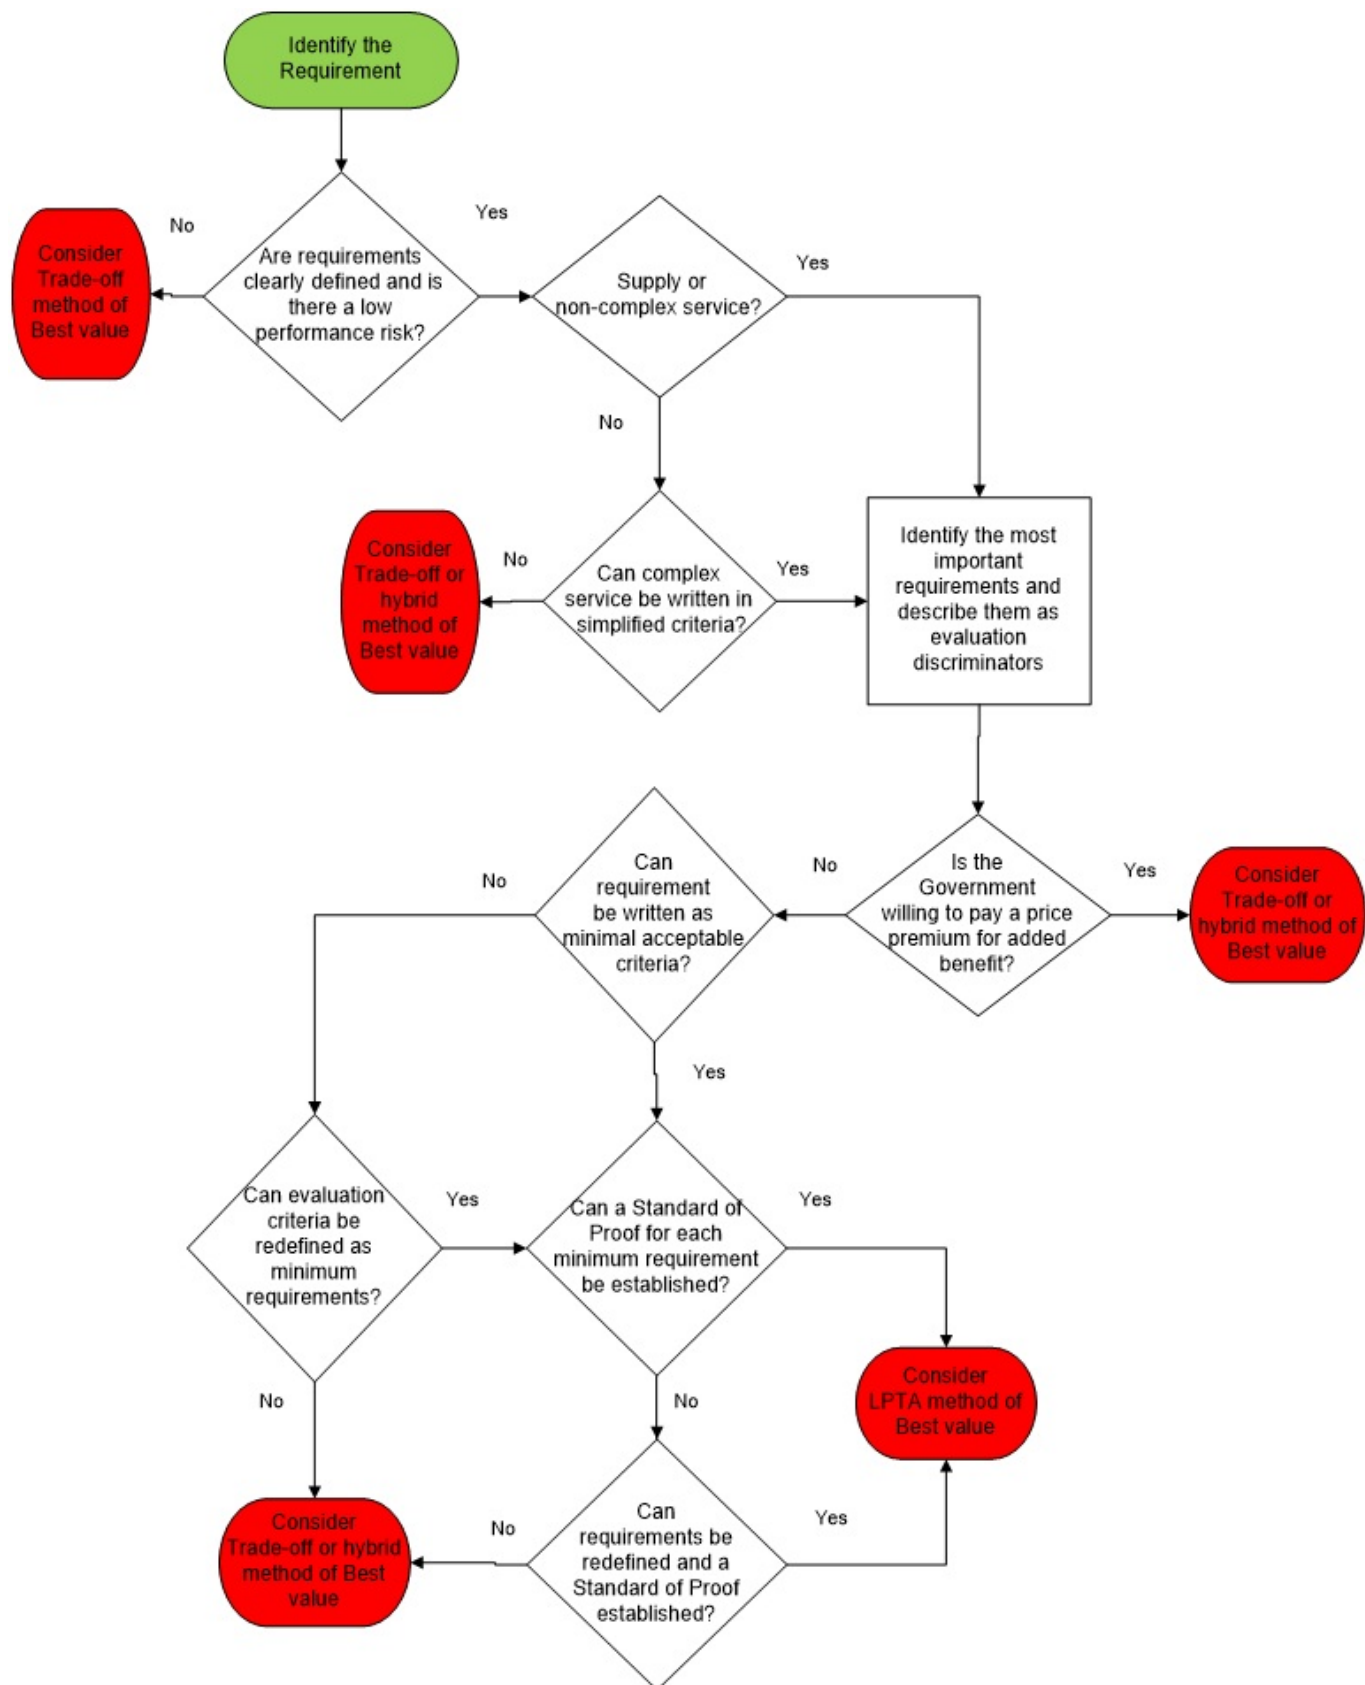 Identify the
Requirement
No
Yes
Consider
Trade-off
method of
Best value
Are requirements
clearly defined and is
there a low
performance risk?
Supply or
non-complex service?
Yes
No
Consider
Trade-off or
hybrid
method of
Best value
No
Can complex
service be written in
simplified criteria?
Yes
Identify the most
important
requirements and
describe them as
evaluation
discriminators
No
Can
requirement
be written as
minimal acceptable
criteria?
No
Is the
Government
willing to pay a price
premium for added
benefit?
Yes
Consider
Trade-off or
hybrid method of
Best value
Yes
Can evaluation
criteria be
redefined as
minimum
requirements?
Yes
Can a Standard of
Proof for each
minimum requirement
be established?
Yes
No
No
Consider
LPTA method of
Best value
Consider
Trade-off or hybrid
method of Best
value
No
Can
requirements be
redefined and a
Standard of Proof
established?
Yes